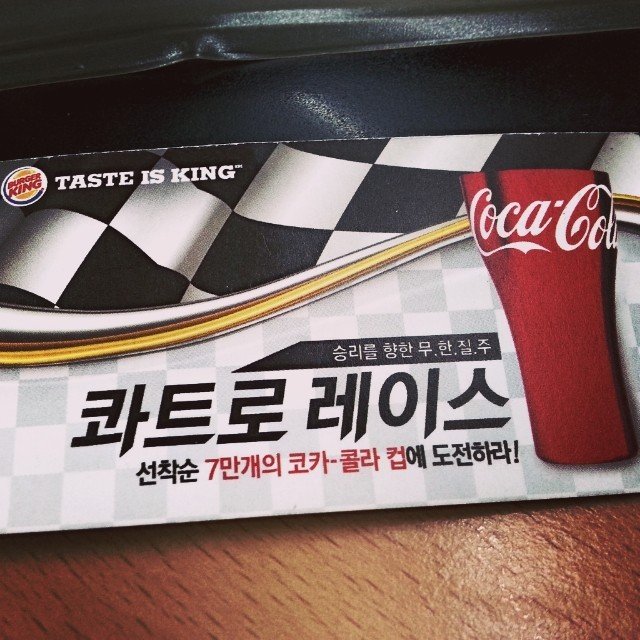 BURGER KING
TASTE IS KING™
Coca-Cola
승리를 향한 무.한.질.주
콰트로 레이스
선착순 7만개의 코카-콜라 컵에 도전하라!